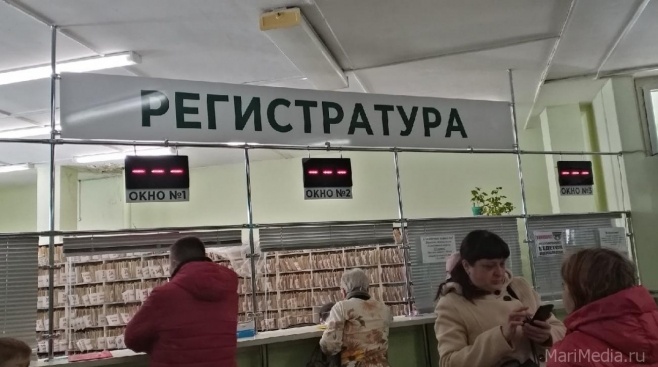 РЕГИСТРАТУРА
ОКНО №1
ОКНО №2
ОКНО №3
MariMedia.ru